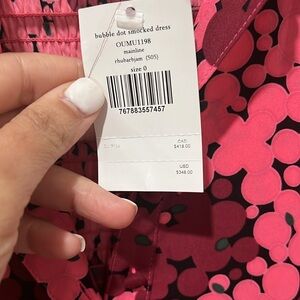 bubble dot smocked dress
OUMU1198
mainline
rhubarbjam (505)
size 0
767883557457
CAD
$418.00
USD
$348.00